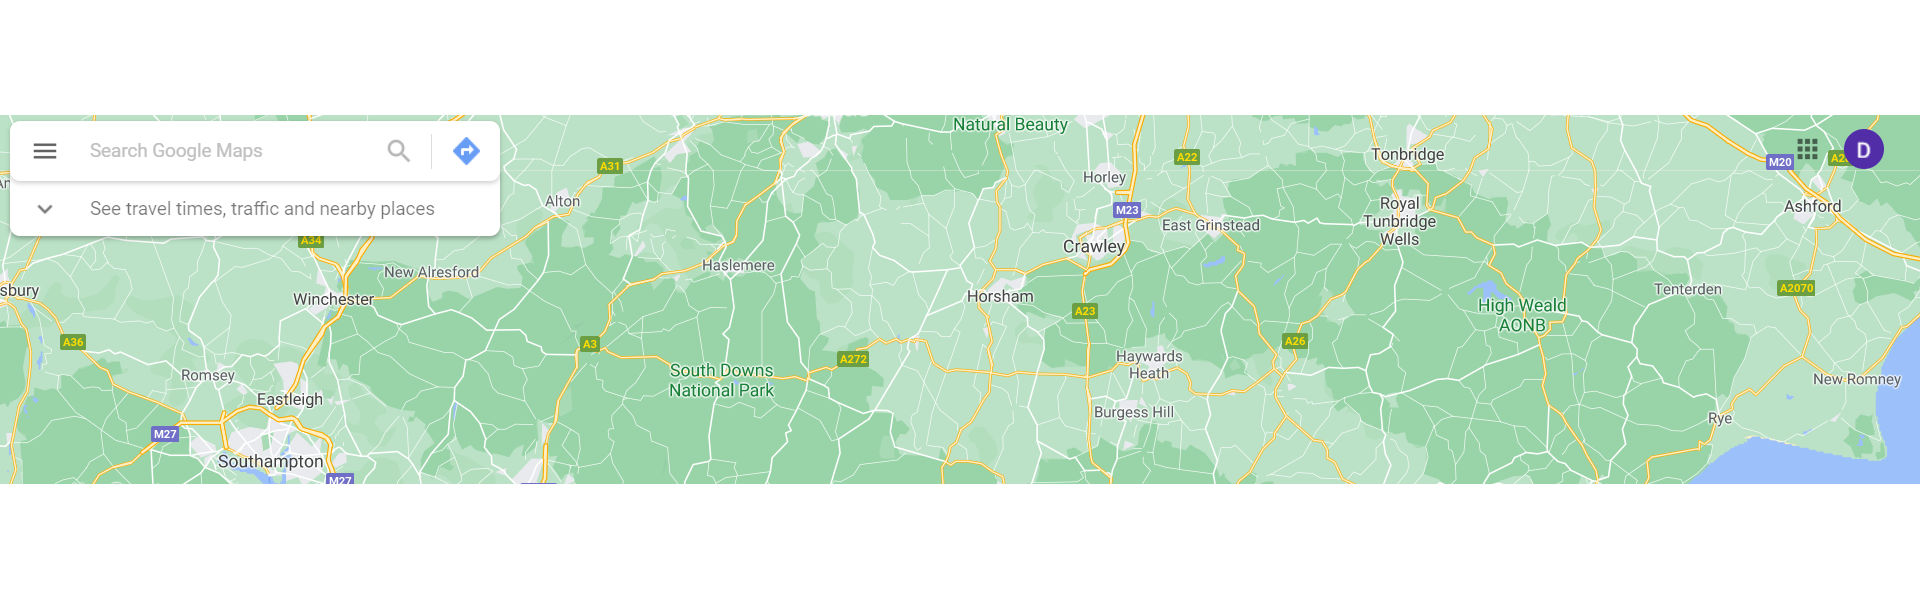 Search Google Maps
See travel times, traffic and nearby places
Natural Beauty
A31
A22
Tonbridge
M20
D
Horley
Alton
M23
Royal
Tunbridge
Wells
Ashford
East Grinstead
A34
Crawley
Haslemere
New Alresford
sbury
Winchester
Horsham
Tenterden
A2070
High Weald
AONB
A23
A36
A3
A26
A272
Haywards
Heath
South Downs
National Park
Romsey
New Romney
Eastleigh
Burgess Hill
Rye
M27
Southampton
M27